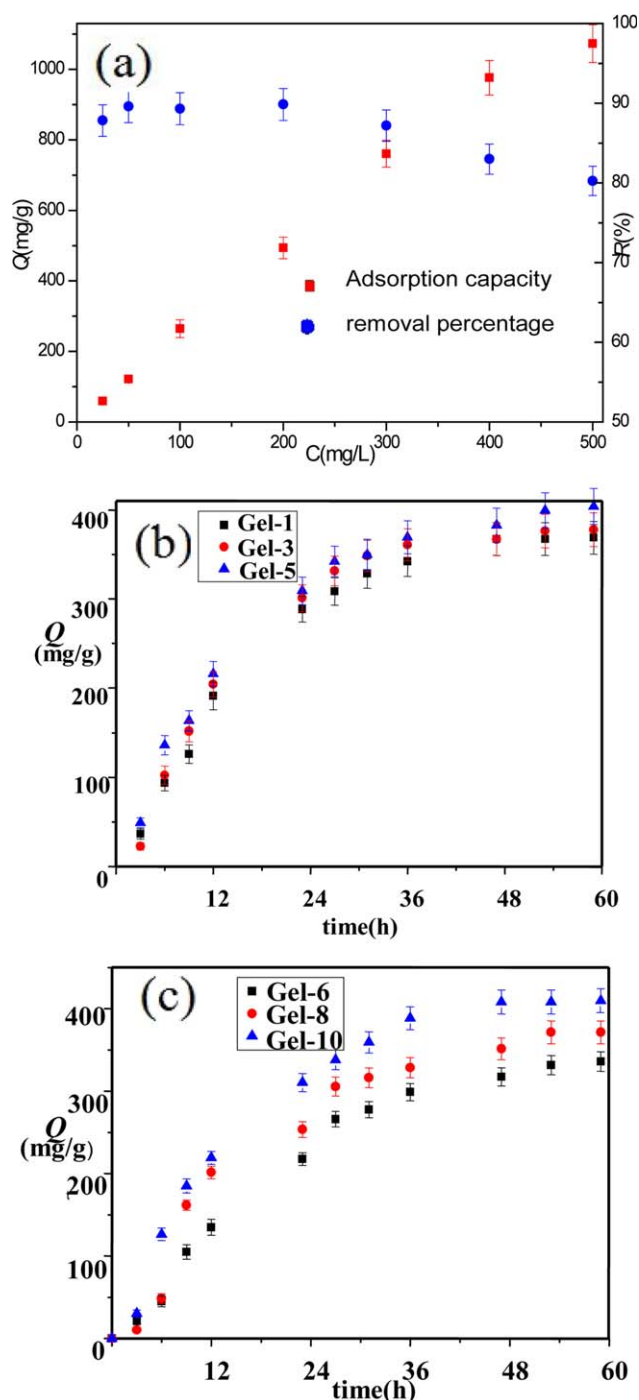 (a)
1000
800
600
400
200
0
Q(mg/g)
100
90
80
70
60
50
R(%)
Adsorption capacity
removal percentage
0 100 200 300 400 500
C(mg/L)
(b)
Gel-1
Gel-3
Gel-5
400
300
200
100
0
Q
(mg/g)
12 24 36 48 60
time(h)
(c)
Gel-6
Gel-8
Gel-10
400
300
200
100
0
Q
(mg/g)
12 24 36 48 60
time(h)